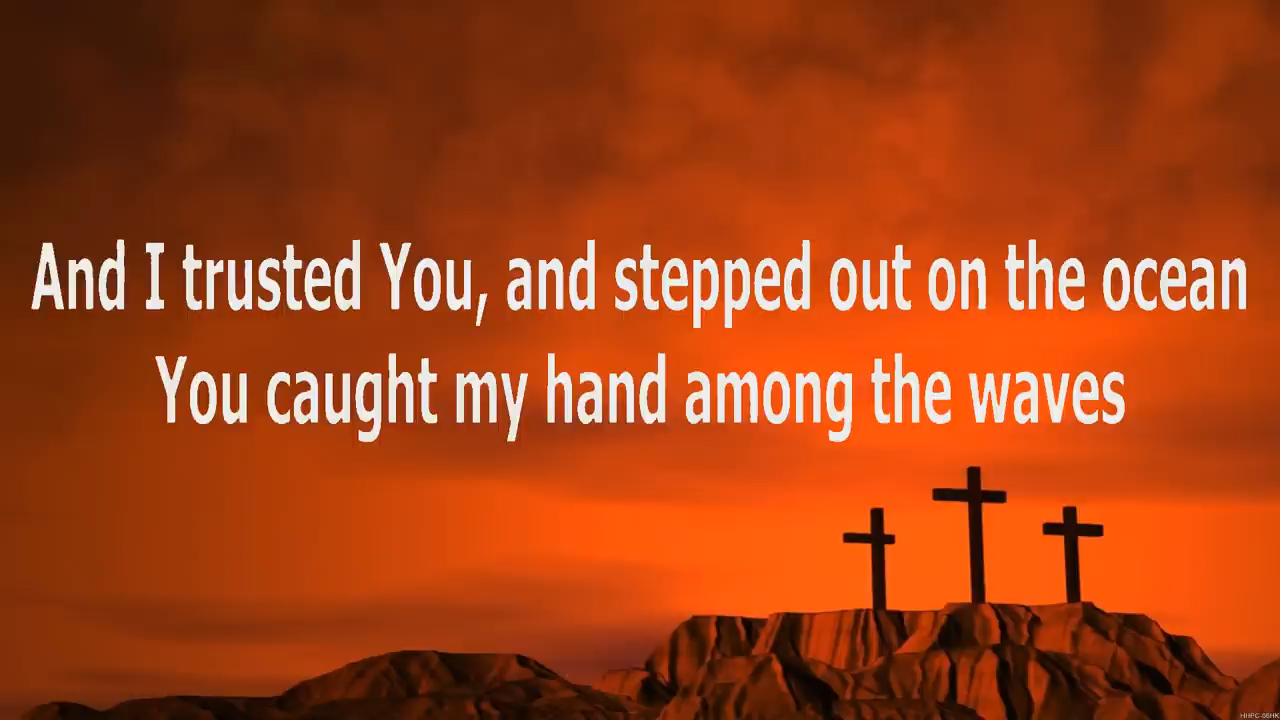 And I trusted You, and stepped out on the ocean
You caught my hand among the waves